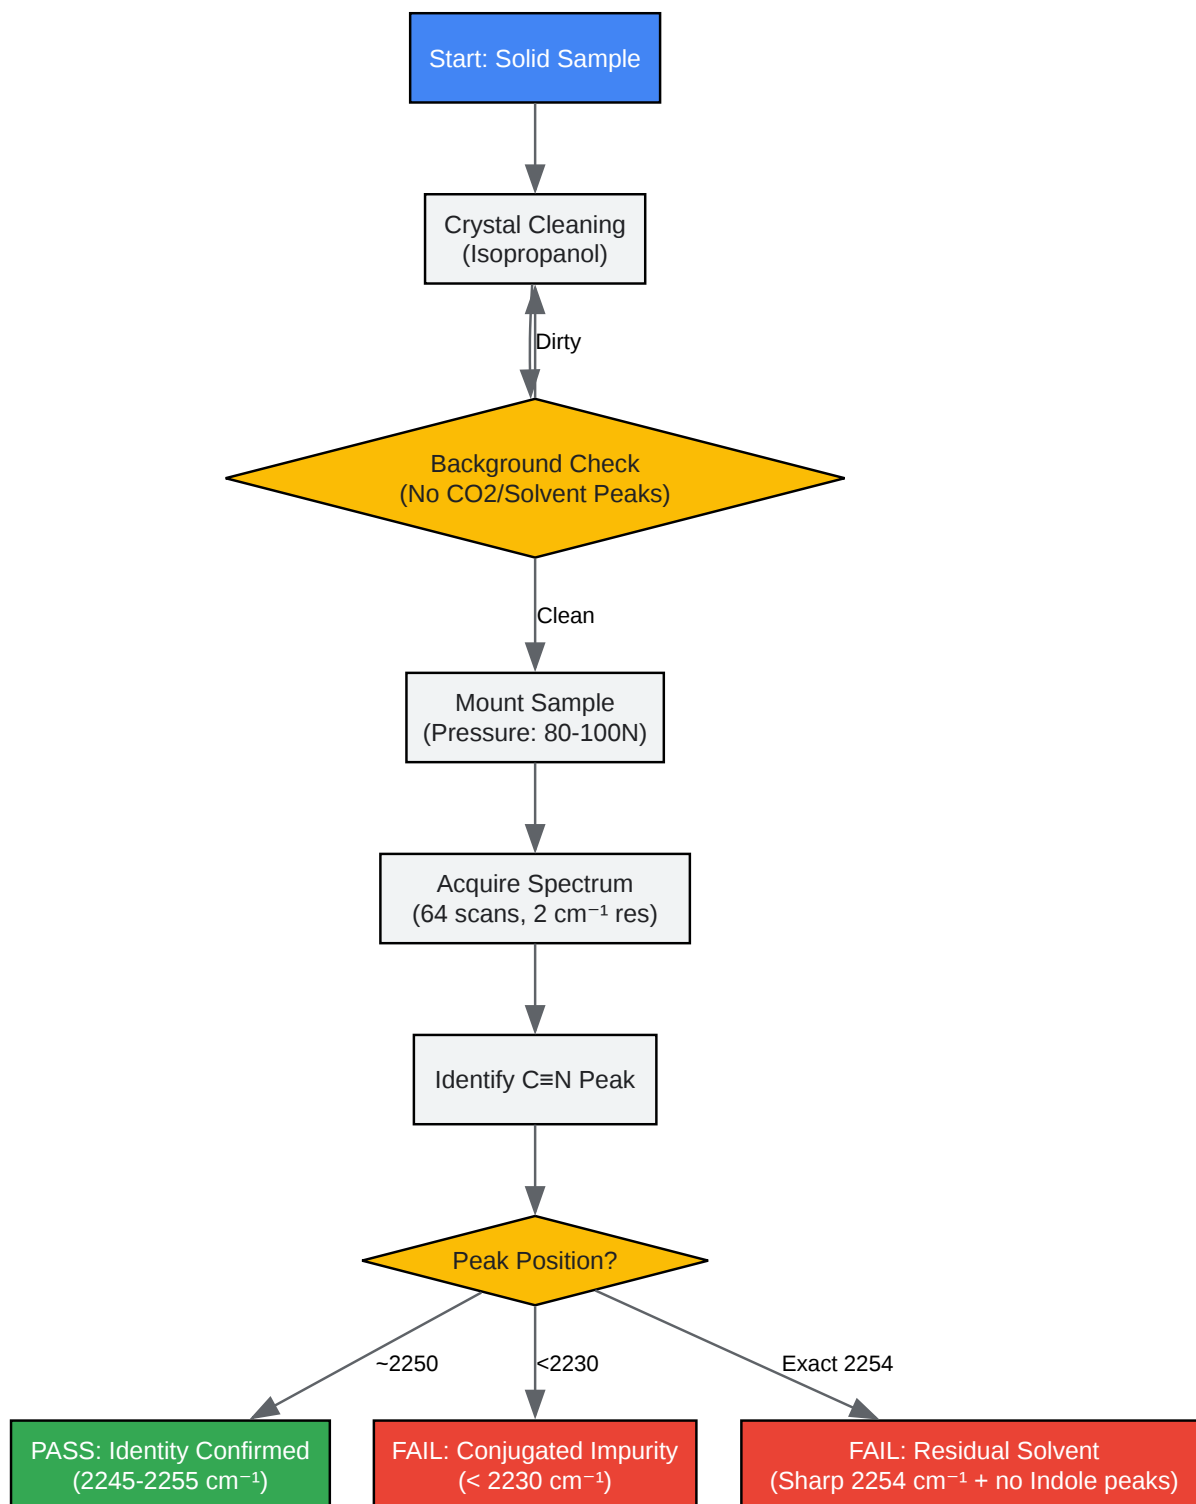 Start: Solid Sample
Crystal Cleaning
(Isopropanol)
Dirty
Background Check
(No CO2/Solvent Peaks)
Clean
Mount Sample
(Pressure: 80-100N)
Acquire Spectrum
(64 scans, 2 cm⁻¹ res)
Identify C≡N Peak
Peak Position?
~2250
<2230
Exact 2254
PASS: Identity Confirmed
(2245-2255 cm⁻¹)
FAIL: Conjugated Impurity
(< 2230 cm⁻¹)
FAIL: Residual Solvent
(Sharp 2254 cm⁻¹ + no Indole peaks)